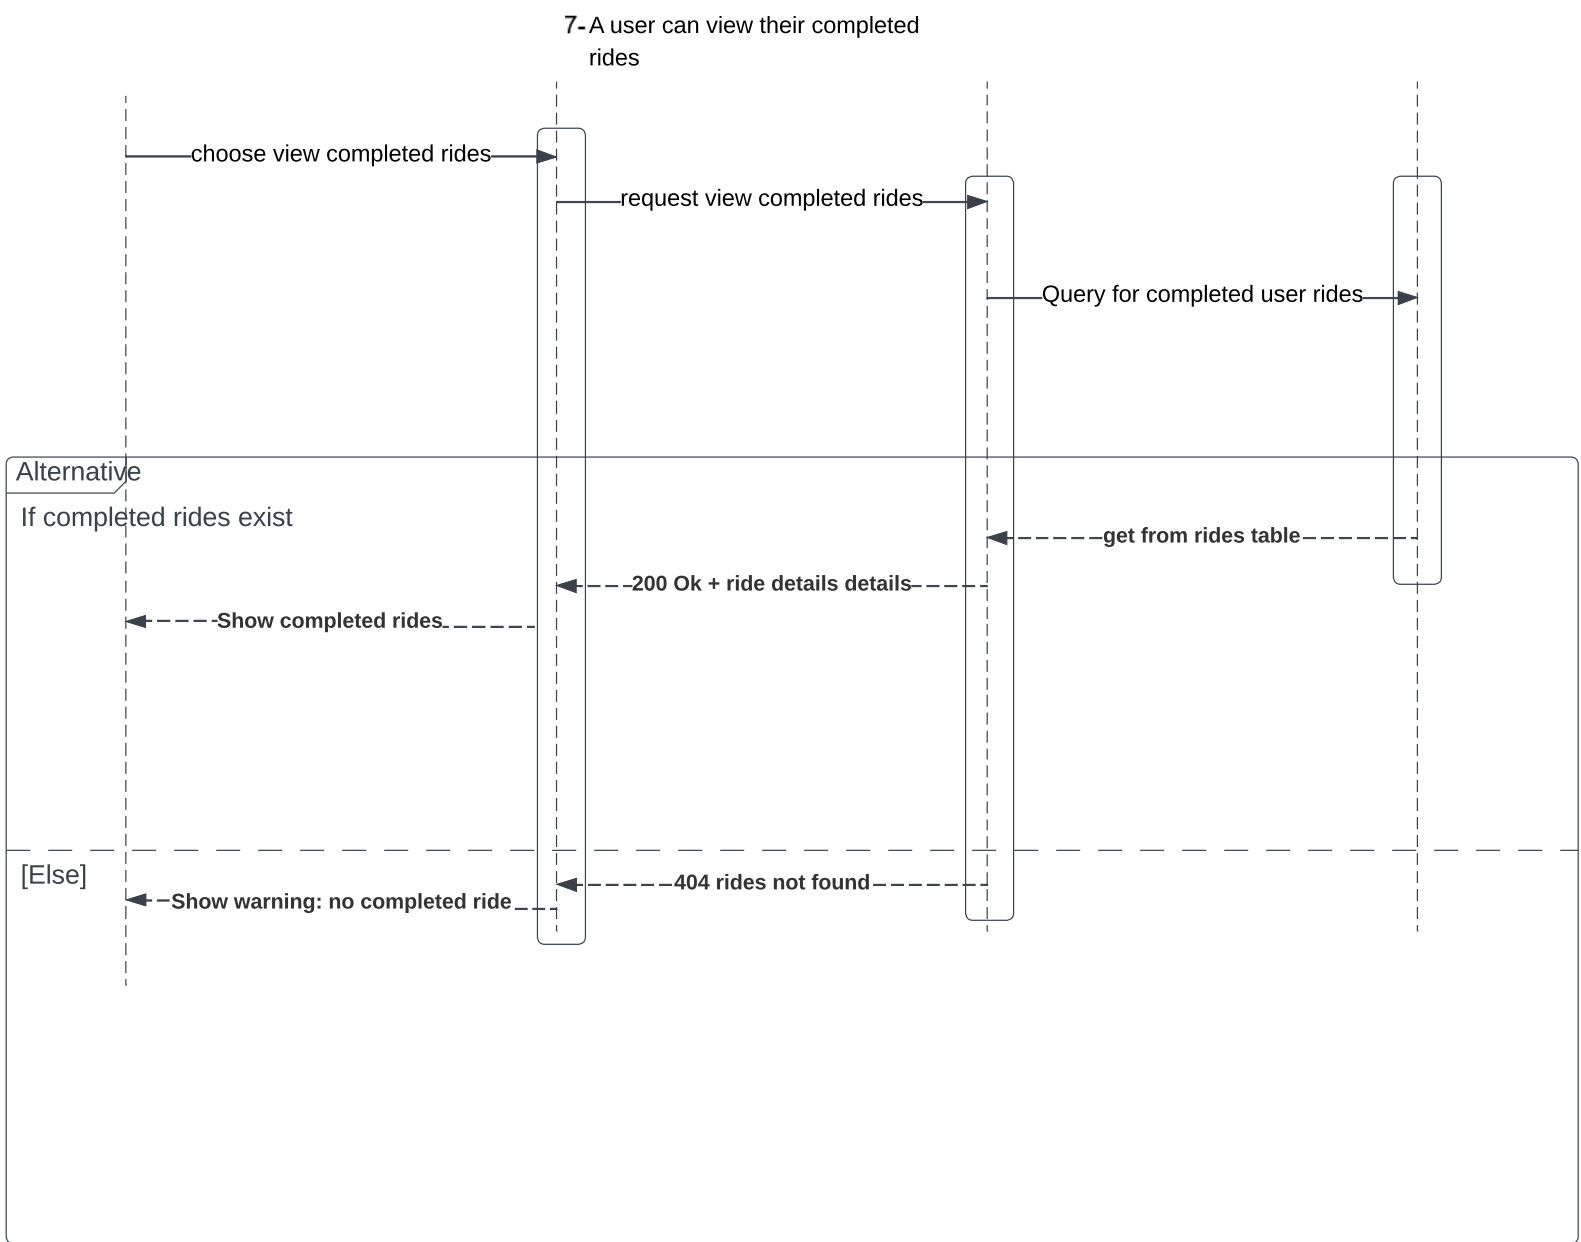 7- A user can view their completed
rides
choose view completed rides
request view completed rides
Query for completed user rides
Alternative
If completed rides exist
get from rides table
200 Ok + ride details details
Show completed rides
[Else]
404 rides not found
Show warning: no completed ride